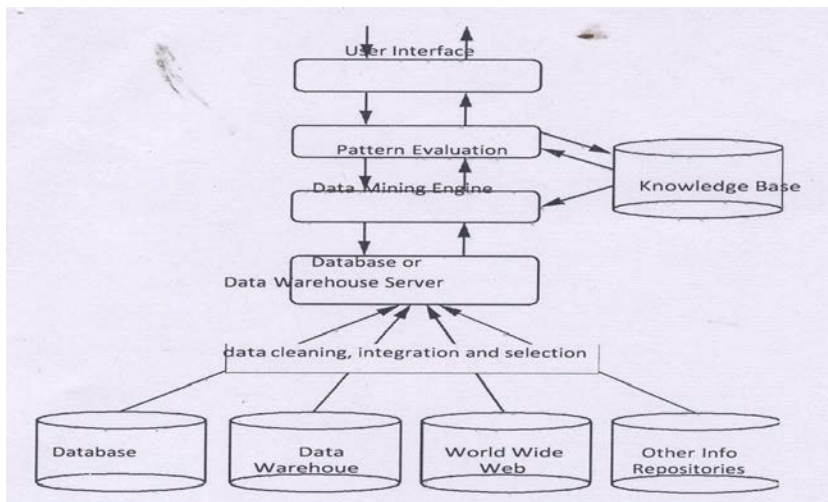 User Interface
Pattern Evaluation
Data Mining Engine
Knowledge Base
Database or
Data Warehouse Server
data cleaning, integration and selection
Database
Data
Warehoue
World Wide
Web
Other Info
Repositories